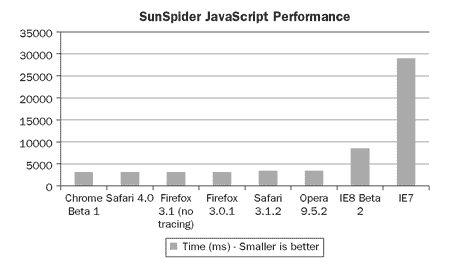 SunSpider JavaScript Performance
35000
30000
25000
20000
15000
10000
5000
0
Chrome Beta 1
Safari 4.0
Firefox 3.1 (no tracing)
Firefox 3.0.1
Safari 3.1.2
Opera 9.5.2
IE8 Beta 2
IE7
Time (ms) - Smaller is better